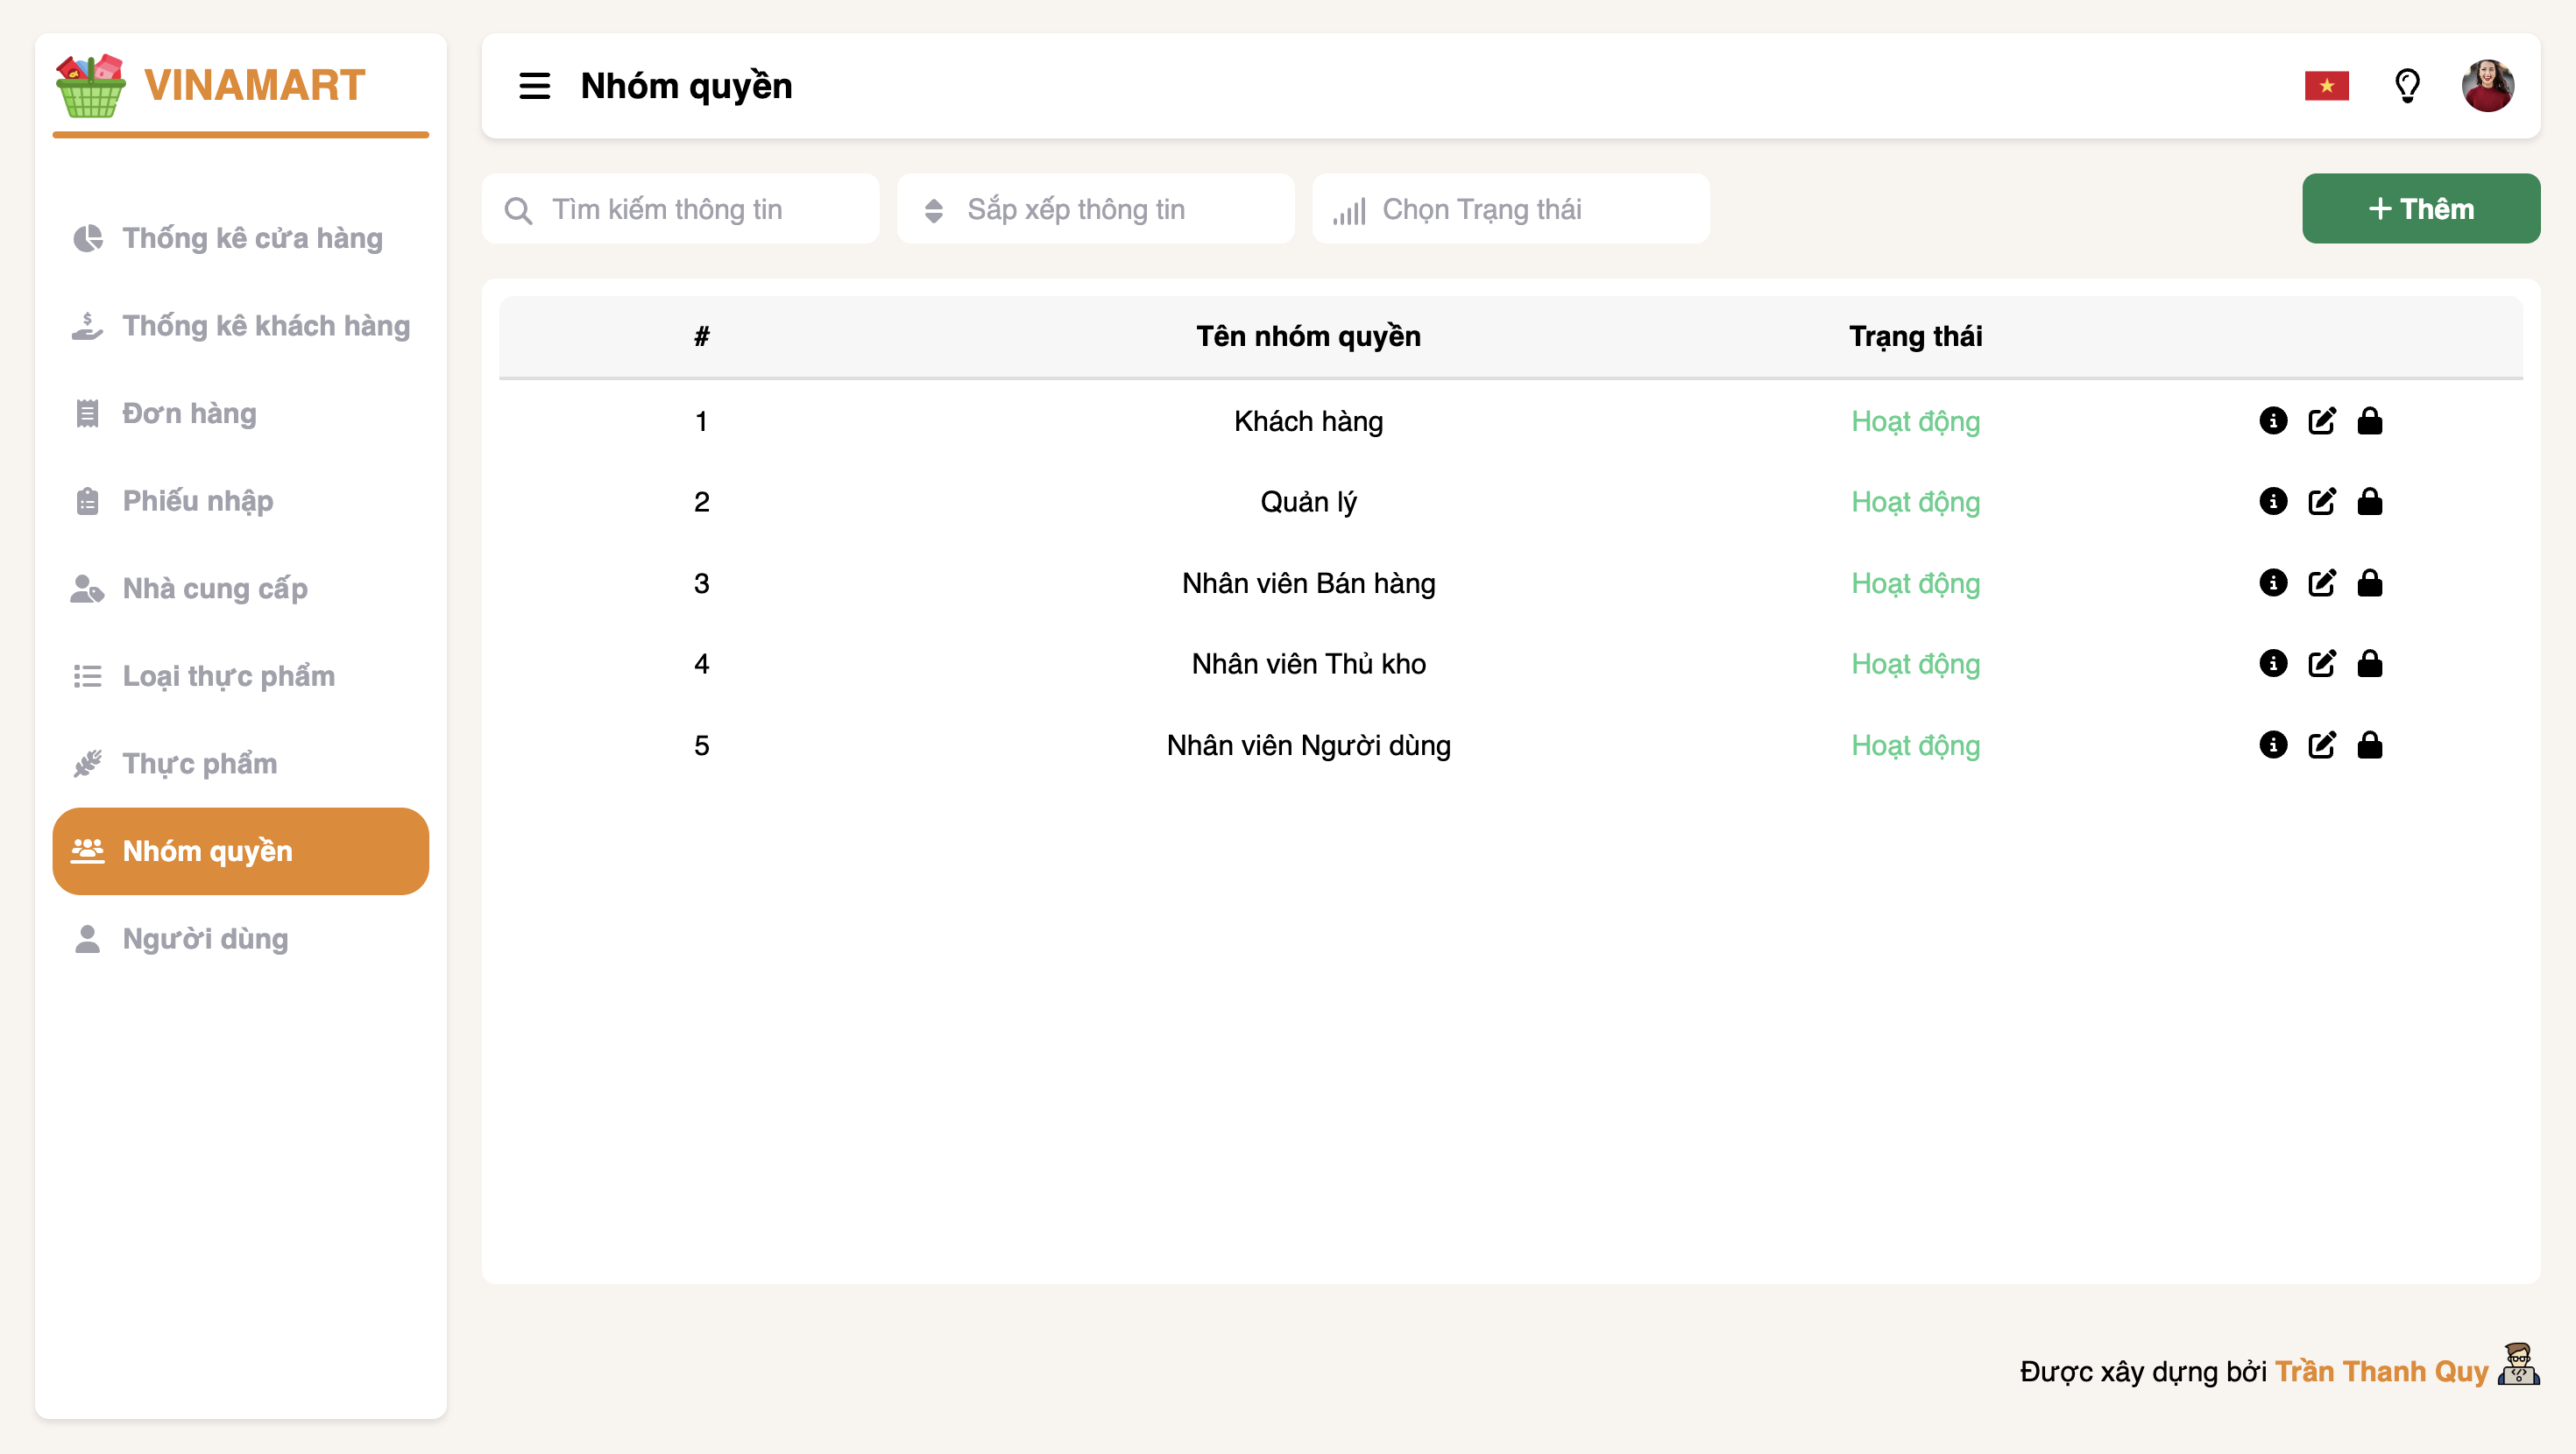 VINAMART
Thống kê cửa hàng
Thống kê khách hàng
Đơn hàng
Phiếu nhập
Nhà cung cấp
Loại thực phẩm
Thực phẩm
Nhóm quyền
Người dùng
Nhóm quyền
Tìm kiếm thông tin
Sắp xếp thông tin
Chọn Trạng thái
Thêm
# Tên nhóm quyền Trạng thái
1 Khách hàng Hoạt động
2 Quản lý Hoạt động
3 Nhân viên Bán hàng Hoạt động
4 Nhân viên Thủ kho Hoạt động
5 Nhân viên Người dùng Hoạt động
Được xây dựng bởi Trần Thanh Quy